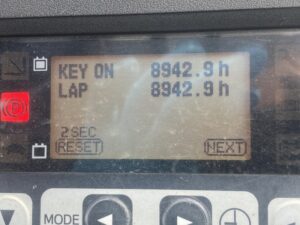 KEY ON 8942.9 h
LAP 8942.9 h
2 SEC
RESET NEXT
MODE